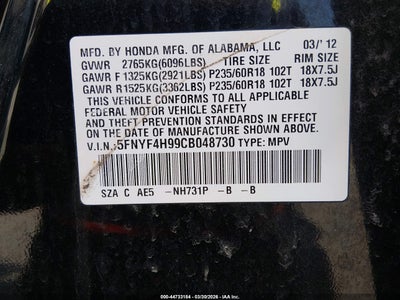 MFD. BY HONDA MFG. OF ALABAMA, LLC 03/'12
GVWR 2765KG(6096LBS) TIRE SIZE RIM SIZE
GAWR F 1325KG(2921LBS) P235/60R18 102T 18X7.5J
GAWR R 1525KG(3362LBS) P235/60R18 102T 18X7.5J
THIS VEHICLE CONFORMS TO ALL APPLICABLE
FEDERAL MOTOR VEHICLE SAFETY AND
THEFT PREVENTION STANDARDS IN EFFECT ON
THE DATE OF MANUFACTURE SHOWN ABOVE.
V.I.N.: 5FNYF4H99CB048730 TYPE: MPV
SZA C AE5 -NH731P -B -B
000-44733184 - 03/30/2026 - IAA Inc.